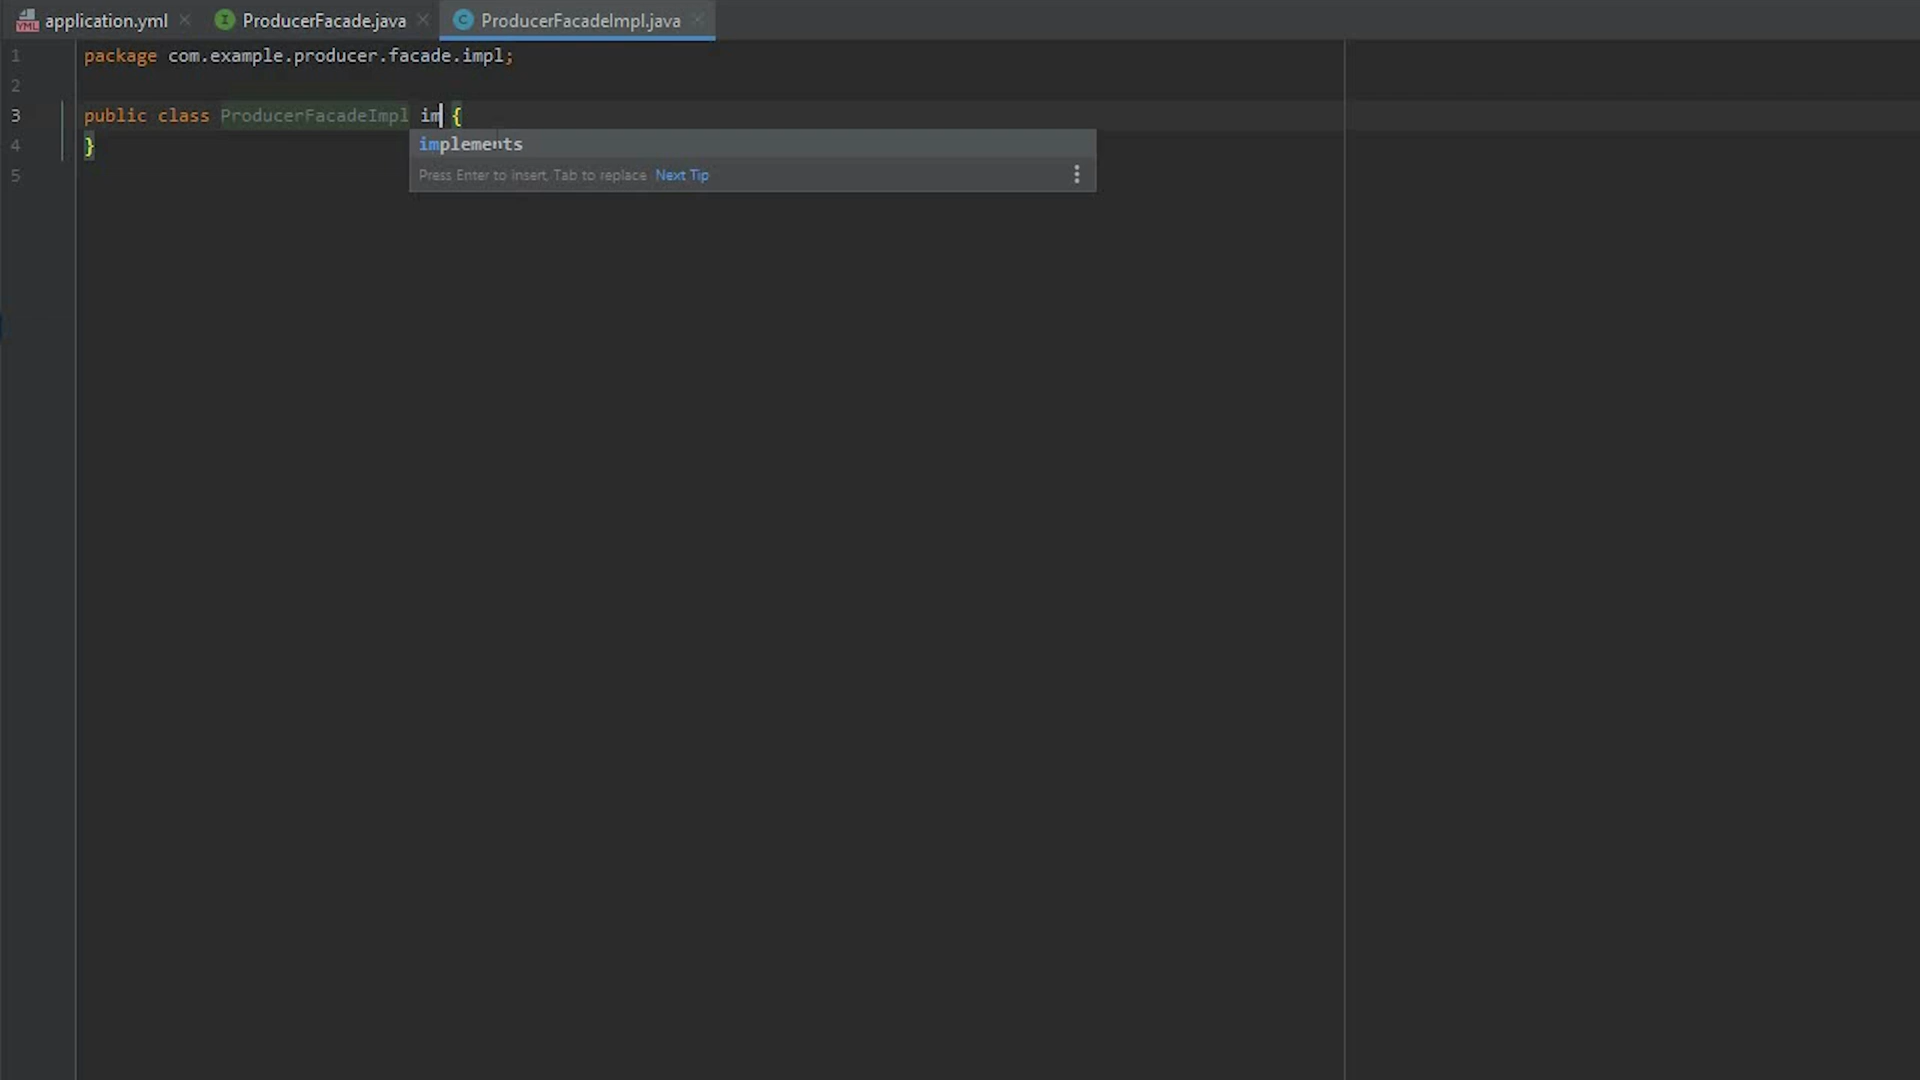 application.yml ProducerFacade.java ProducerFacadeImpl.java
1 package com.example.producer.facade.impl;
2
3 public class ProducerFacadeImpl im {
implements
4 }
Press Enter to insert, Tab to replace Next Tip
5